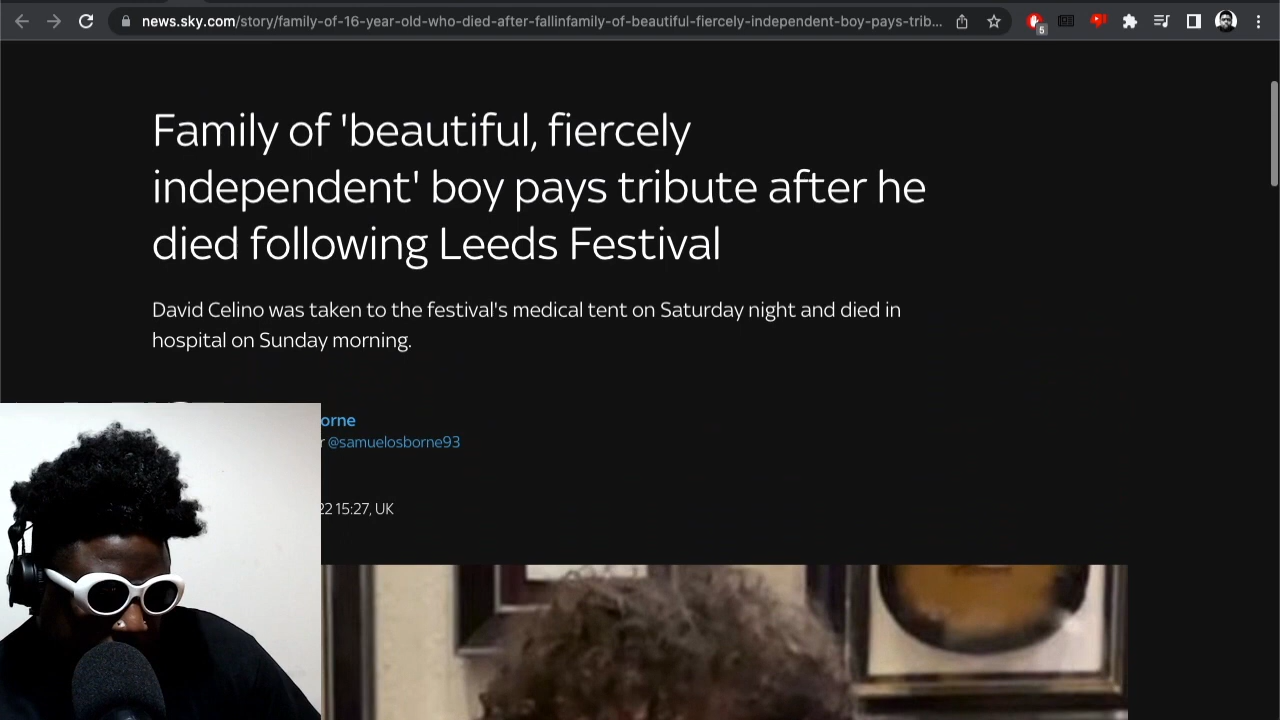 news.sky.com/story/family-of-16-year-old-who-died-after-fallinfamily-of-beautiful-fiercely-independent-boy-pays-trib...
5
Family of 'beautiful, fiercely
independent' boy pays tribute after he
died following Leeds Festival
David Celino was taken to the festival's medical tent on Saturday night and died in
hospital on Sunday morning.
orne
r @samuelosborne93
22 15:27, UK